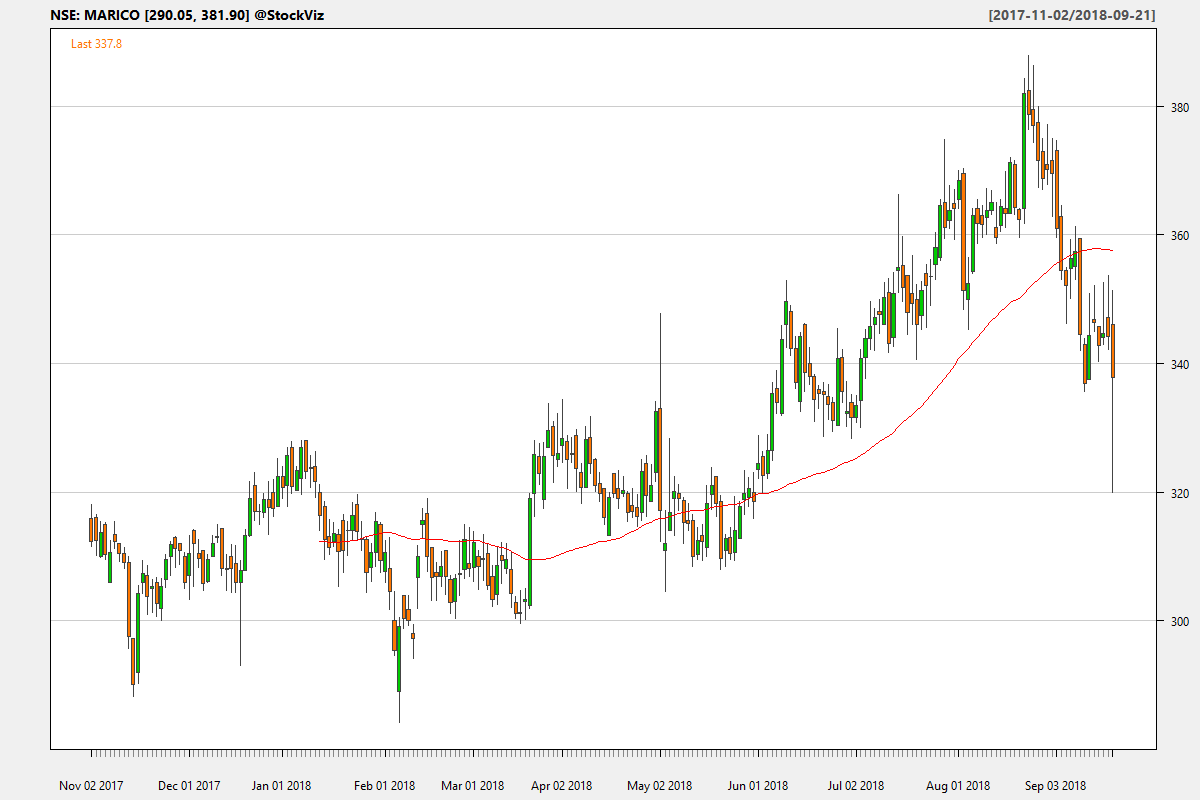 NSE: MARICO [290.05, 381.90] @StockViz
[2017-11-02/2018-09-21]
Last 337.8
380
360
340
320
300
Nov 02 2017 Dec 01 2017 Jan 01 2018 Feb 01 2018 Mar 01 2018 Apr 02 2018 May 02 2018 Jun 01 2018 Jul 02 2018 Aug 01 2018 Sep 03 2018